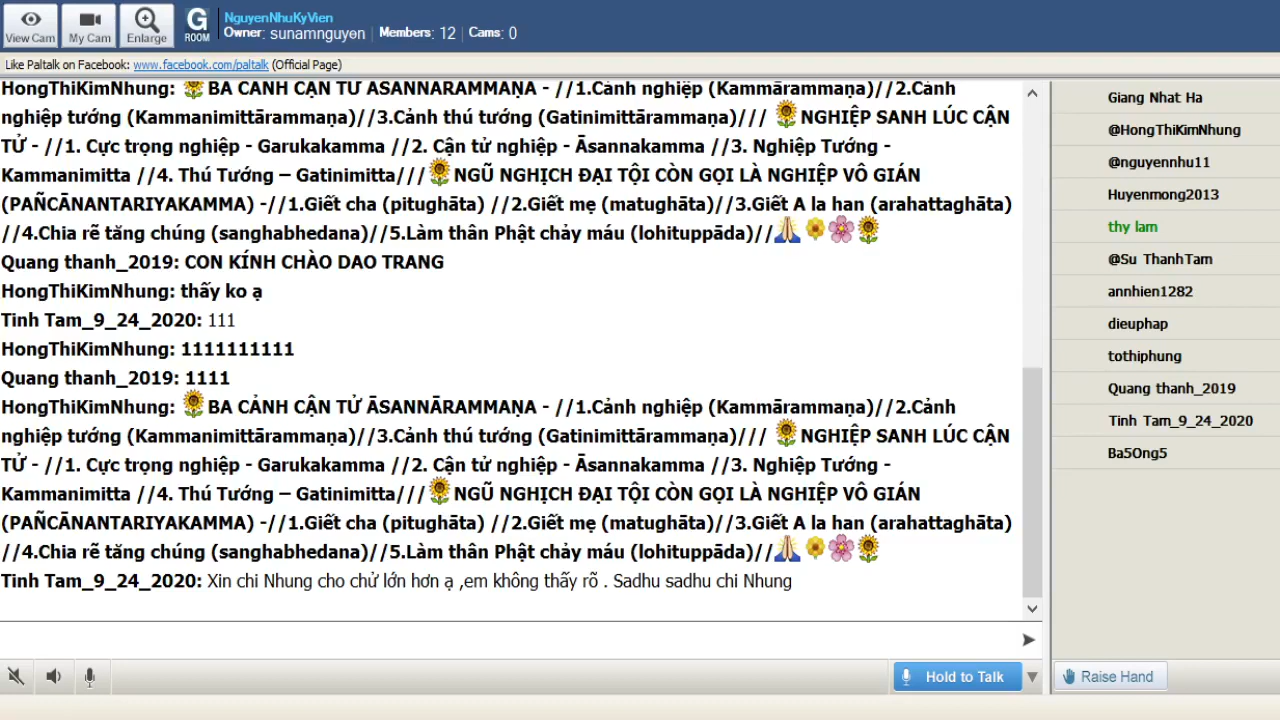 View Cam
My Cam
Enlarge
G
ROOM
NguyenNhuKyVien
Owner: sunamnguyen | Members: 12 | Cams: 0
Like Paltalk on Facebook: www.facebook.com/paltalk (Official Page)
HongThiKimNhung: BA CẢNH CẬN TỬ ĀSANNĀRAMMAṆA - //1.Cảnh nghiệp (Kammārammaṇa)//2.Cảnh
nghiệp tướng (Kammanimittārammaṇa)//3.Cảnh thú tướng (Gatinimittārammaṇa)/// NGHIỆP SANH LÚC CẬN
TỬ - //1. Cực trọng nghiệp - Garukakamma //2. Cận tử nghiệp - Āsannakamma //3. Nghiệp Tướng -
Kammanimitta //4. Thú Tướng – Gatinimitta/// NGŨ NGHỊCH ĐẠI TỘI CÒN GỌI LÀ NGHIỆP VÔ GIÁN
(PAÑCĀNANTARIYAKAMMA) -//1.Giết cha (pitughāta) //2.Giết mẹ (matughāta)//3.Giết A la han (arahattaghāta)
//4.Chia rẽ tăng chúng (sanghabhedana)//5.Làm thân Phật chảy máu (lohituppāda)//
Quang thanh_2019: CON KÍNH CHÀO DAO TRANG
HongThiKimNhung: thấy ko ạ
Tinh Tam_9_24_2020: 111
HongThiKimNhung: 1111111111
Quang thanh_2019: 1111
HongThiKimNhung: BA CẢNH CẬN TỬ ĀSANNĀRAMMAṆA - //1.Cảnh nghiệp (Kammārammaṇa)//2.Cảnh
nghiệp tướng (Kammanimittārammaṇa)//3.Cảnh thú tướng (Gatinimittārammaṇa)/// NGHIỆP SANH LÚC CẬN
TỬ - //1. Cực trọng nghiệp - Garukakamma //2. Cận tử nghiệp - Āsannakamma //3. Nghiệp Tướng -
Kammanimitta //4. Thú Tướng – Gatinimitta/// NGŨ NGHỊCH ĐẠI TỘI CÒN GỌI LÀ NGHIỆP VÔ GIÁN
(PAÑCĀNANTARIYAKAMMA) -//1.Giết cha (pitughāta) //2.Giết mẹ (matughāta)//3.Giết A la han (arahattaghāta)
//4.Chia rẽ tăng chúng (sanghabhedana)//5.Làm thân Phật chảy máu (lohituppāda)//
Tinh Tam_9_24_2020: Xin chi Nhung cho chử lớn hơn ạ ,em không thấy rõ . Sadhu sadhu chi Nhung
Hold to Talk
Giang Nhat Ha
@HongThiKimNhung
@nguyennhu11
Huyenmong2013
thy lam
@Su ThanhTam
annhien1282
dieuphap
tothiphung
Quang thanh_2019
Tinh Tam_9_24_2020
Ba5Ong5
Raise Hand